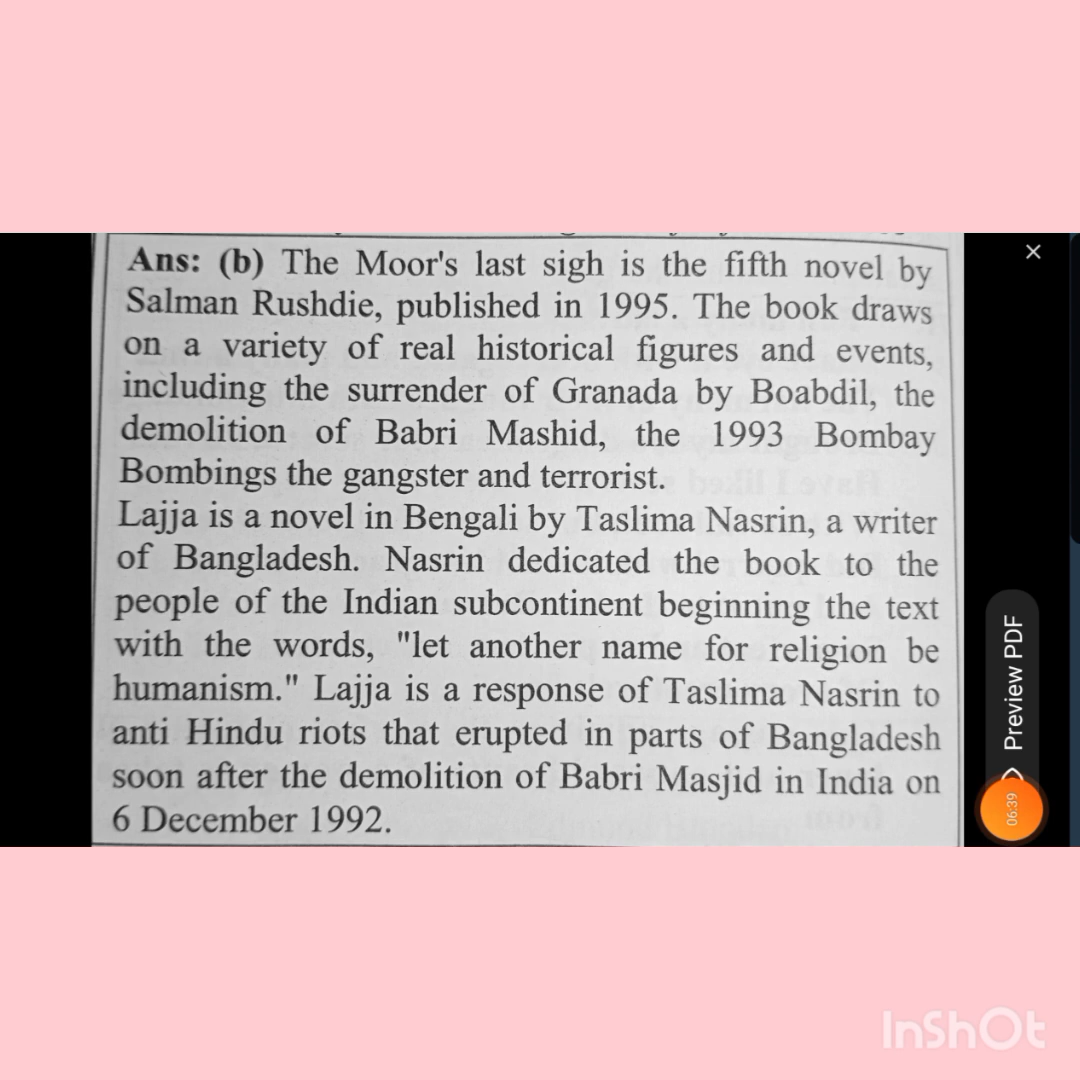 Ans: (b) The Moor's last sigh is the fifth novel by
Salman Rushdie, published in 1995. The book draws
on a variety of real historical figures and events,
including the surrender of Granada by Boabdil, the
demolition of Babri Mashid, the 1993 Bombay
Bombings the gangster and terrorist.
Lajja is a novel in Bengali by Taslima Nasrin, a writer
of Bangladesh. Nasrin dedicated the book to the
people of the Indian subcontinent beginning the text
with the words, "let another name for religion be
humanism." Lajja is a response of Taslima Nasrin to
anti Hindu riots that erupted in parts of Bangladesh
soon after the demolition of Babri Masjid in India on
6 December 1992.
Preview PDF
06:39
InShOt